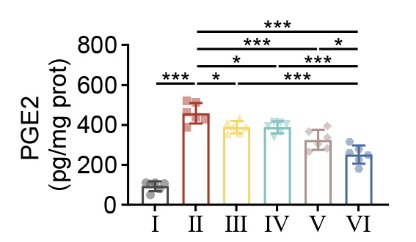 ***
*** *
* ***
*** * ***
PGE2
(pg/mg prot)
800
600
400
200
0
I II III IV V VI